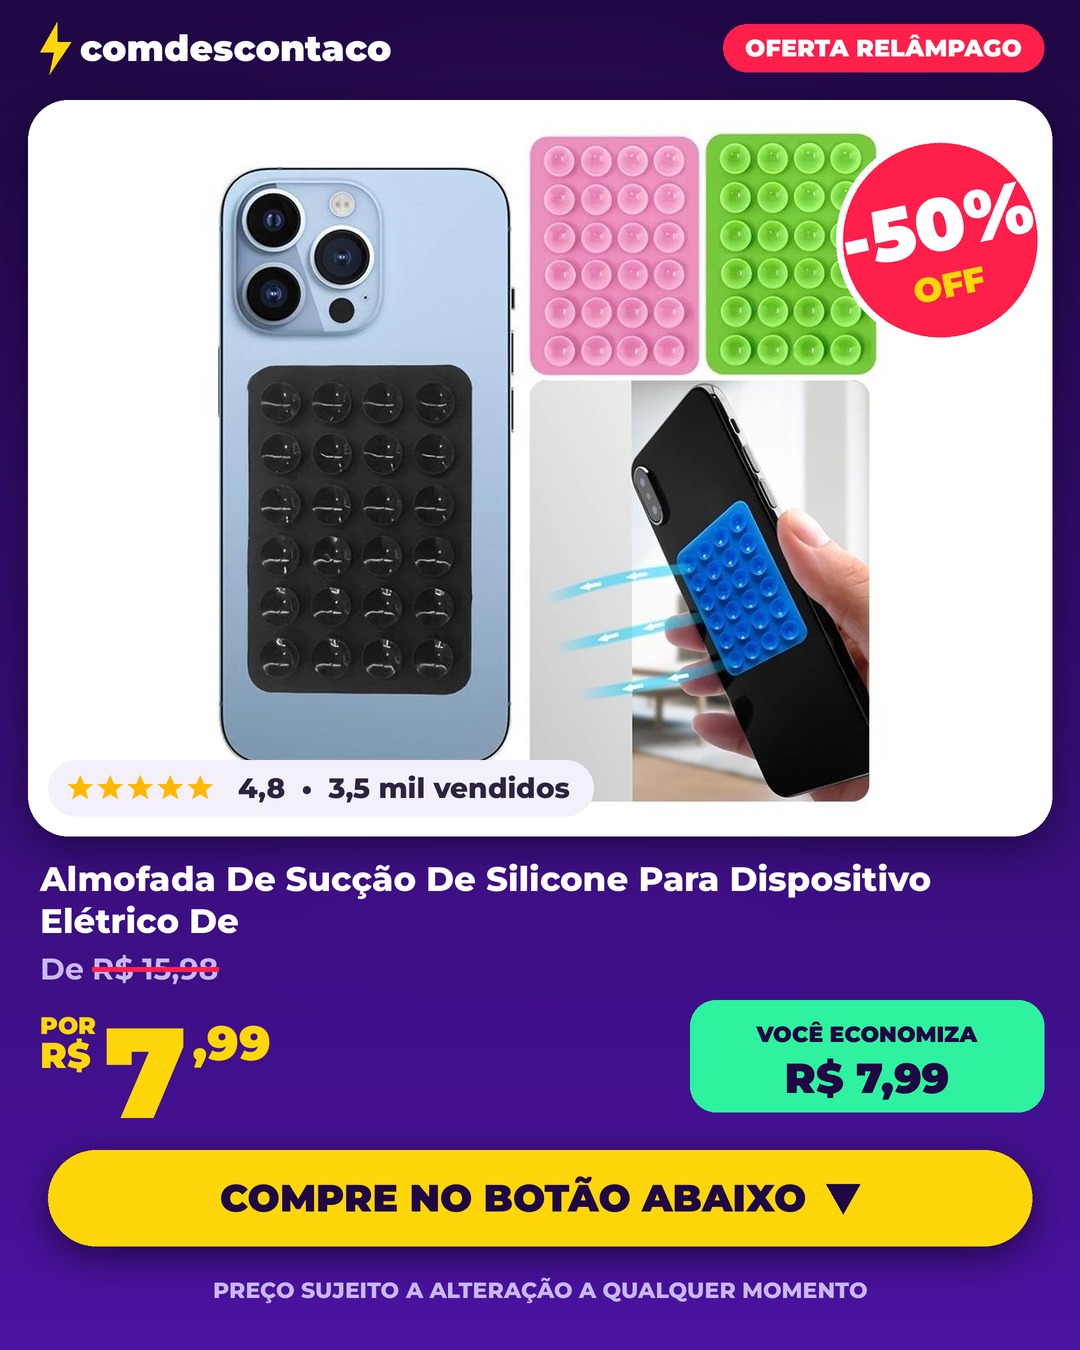 comdescontaco
OFERTA RELÂMPAGO
-50%
OFF
4,8 • 3,5 mil vendidos
Almofada De Sucção De Silicone Para Dispositivo
Elétrico De
De R$ 15,98
POR
R$ 7,99
VOCÊ ECONOMIZA
R$ 7,99
COMPRE NO BOTÃO ABAIXO ▼
PREÇO SUJEITO A ALTERAÇÃO A QUALQUER MOMENTO